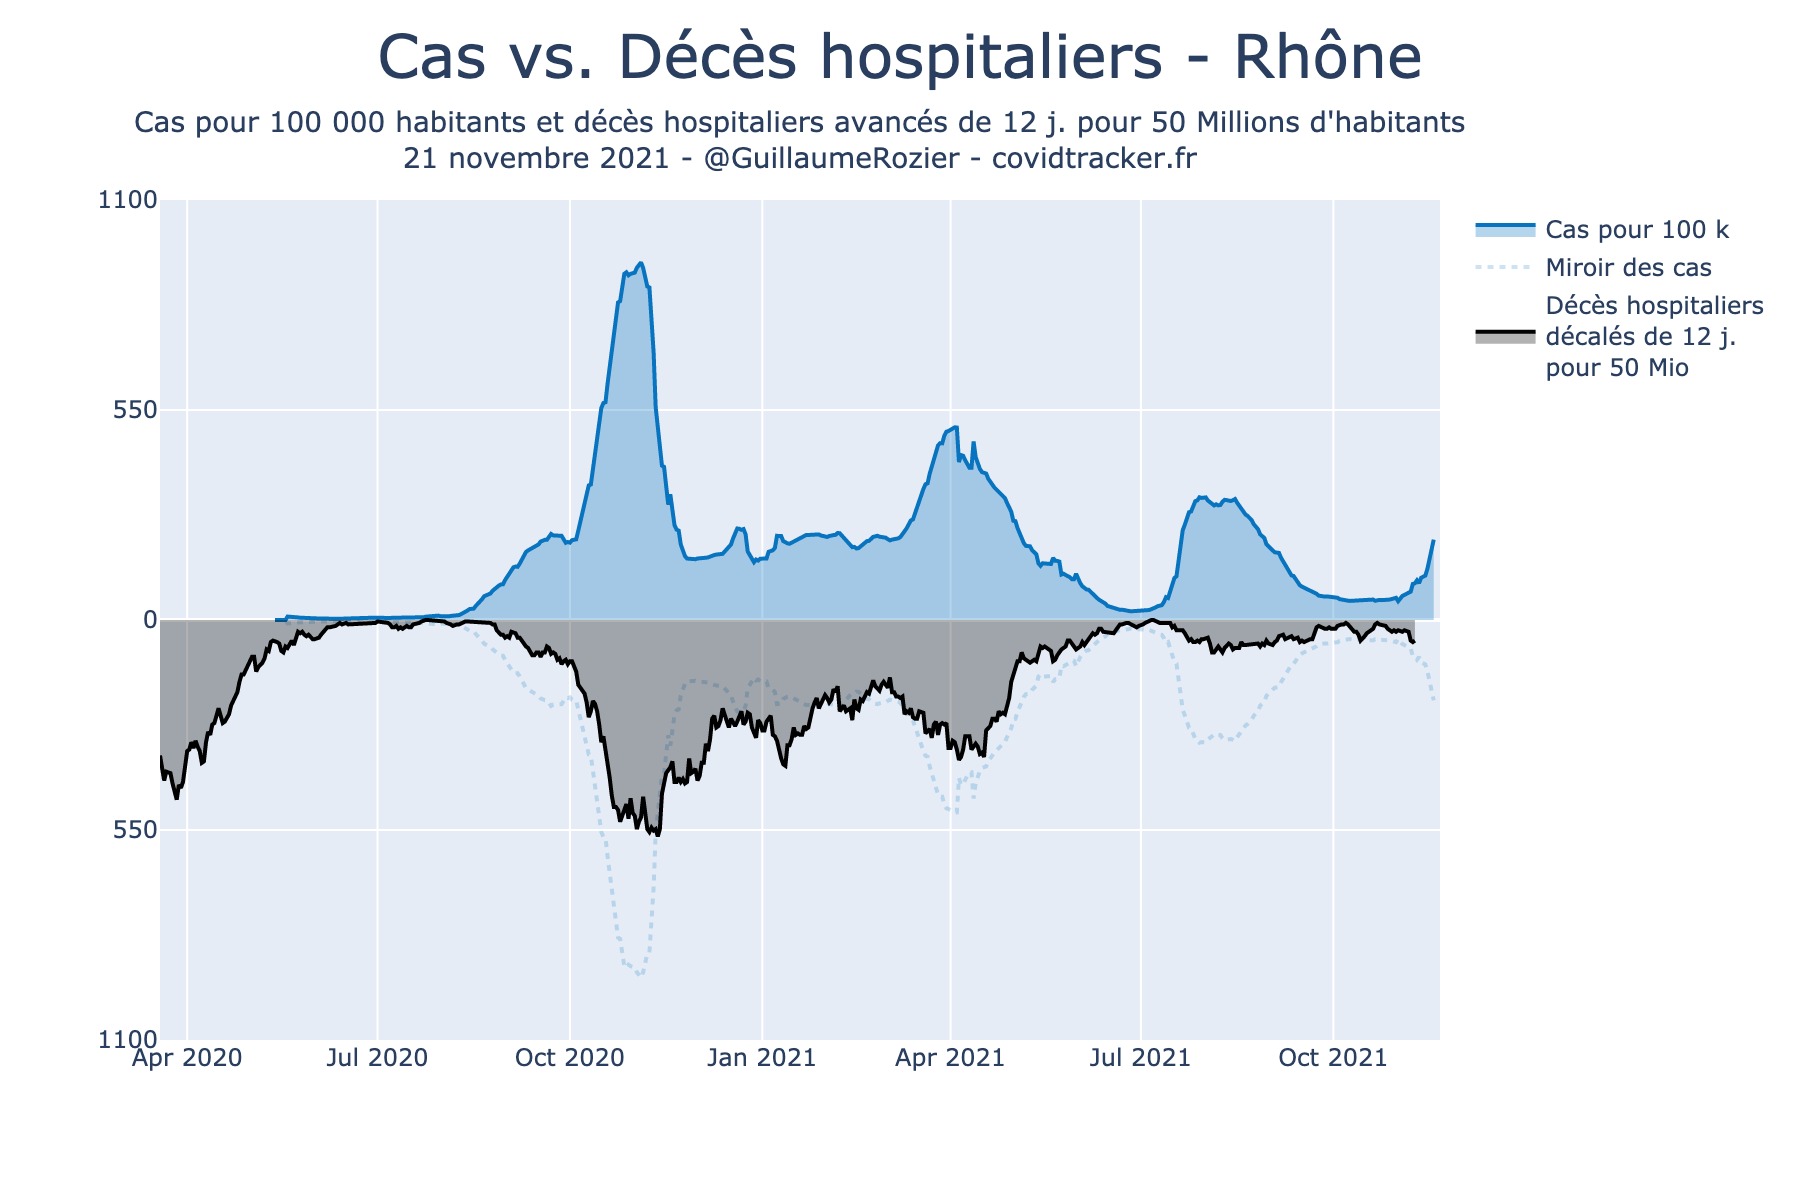 Cas vs. Décès hospitaliers - Rhône
Cas pour 100 000 habitants et décès hospitaliers avancés de 12 j. pour 50 Millions d'habitants
21 novembre 2021 - @GuillaumeRozier - covidtracker.fr
1100
550
0
550
1100
Apr 2020
Jul 2020
Oct 2020
Jan 2021
Apr 2021
Jul 2021
Oct 2021
Cas pour 100 k
Miroir des cas
Décès hospitaliers
décalés de 12 j.
pour 50 Mio